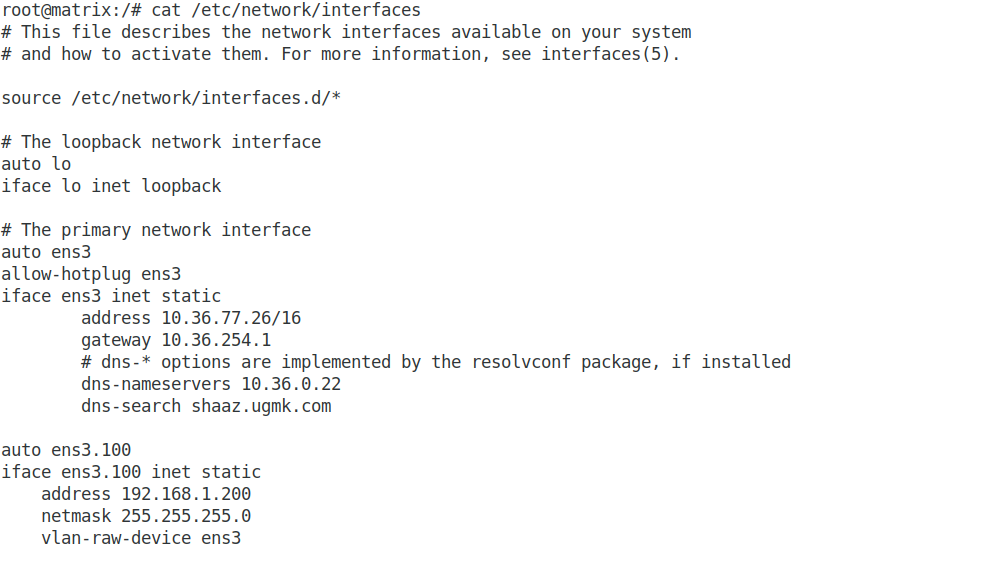 root@matrix:/# cat /etc/network/interfaces
# This file describes the network interfaces available on your system
# and how to activate them. For more information, see interfaces(5).

source /etc/network/interfaces.d/*

# The loopback network interface
auto lo
iface lo inet loopback

# The primary network interface
auto ens3
allow-hotplug ens3
iface ens3 inet static
        address 10.36.77.26/16
        gateway 10.36.254.1
        # dns-* options are implemented by the resolvconf package, if installed
        dns-nameservers 10.36.0.22
        dns-search shaaz.ugmk.com

auto ens3.100
iface ens3.100 inet static
    address 192.168.1.200
    netmask 255.255.255.0
    vlan-raw-device ens3